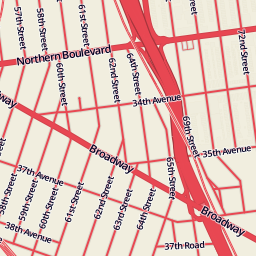 57th Street
58th Street
61st Street
72nd Street
Northern Boulevard
60th Street
62nd Street
64th Street
34th Avenue
69th Street
Broadway
35th Avenue
37th Avenue
65th Street
58th Street
59th Street
60th Street
61st Street
62nd Street
63rd Street
64th Street
Broadway
38th Avenue
37th Road